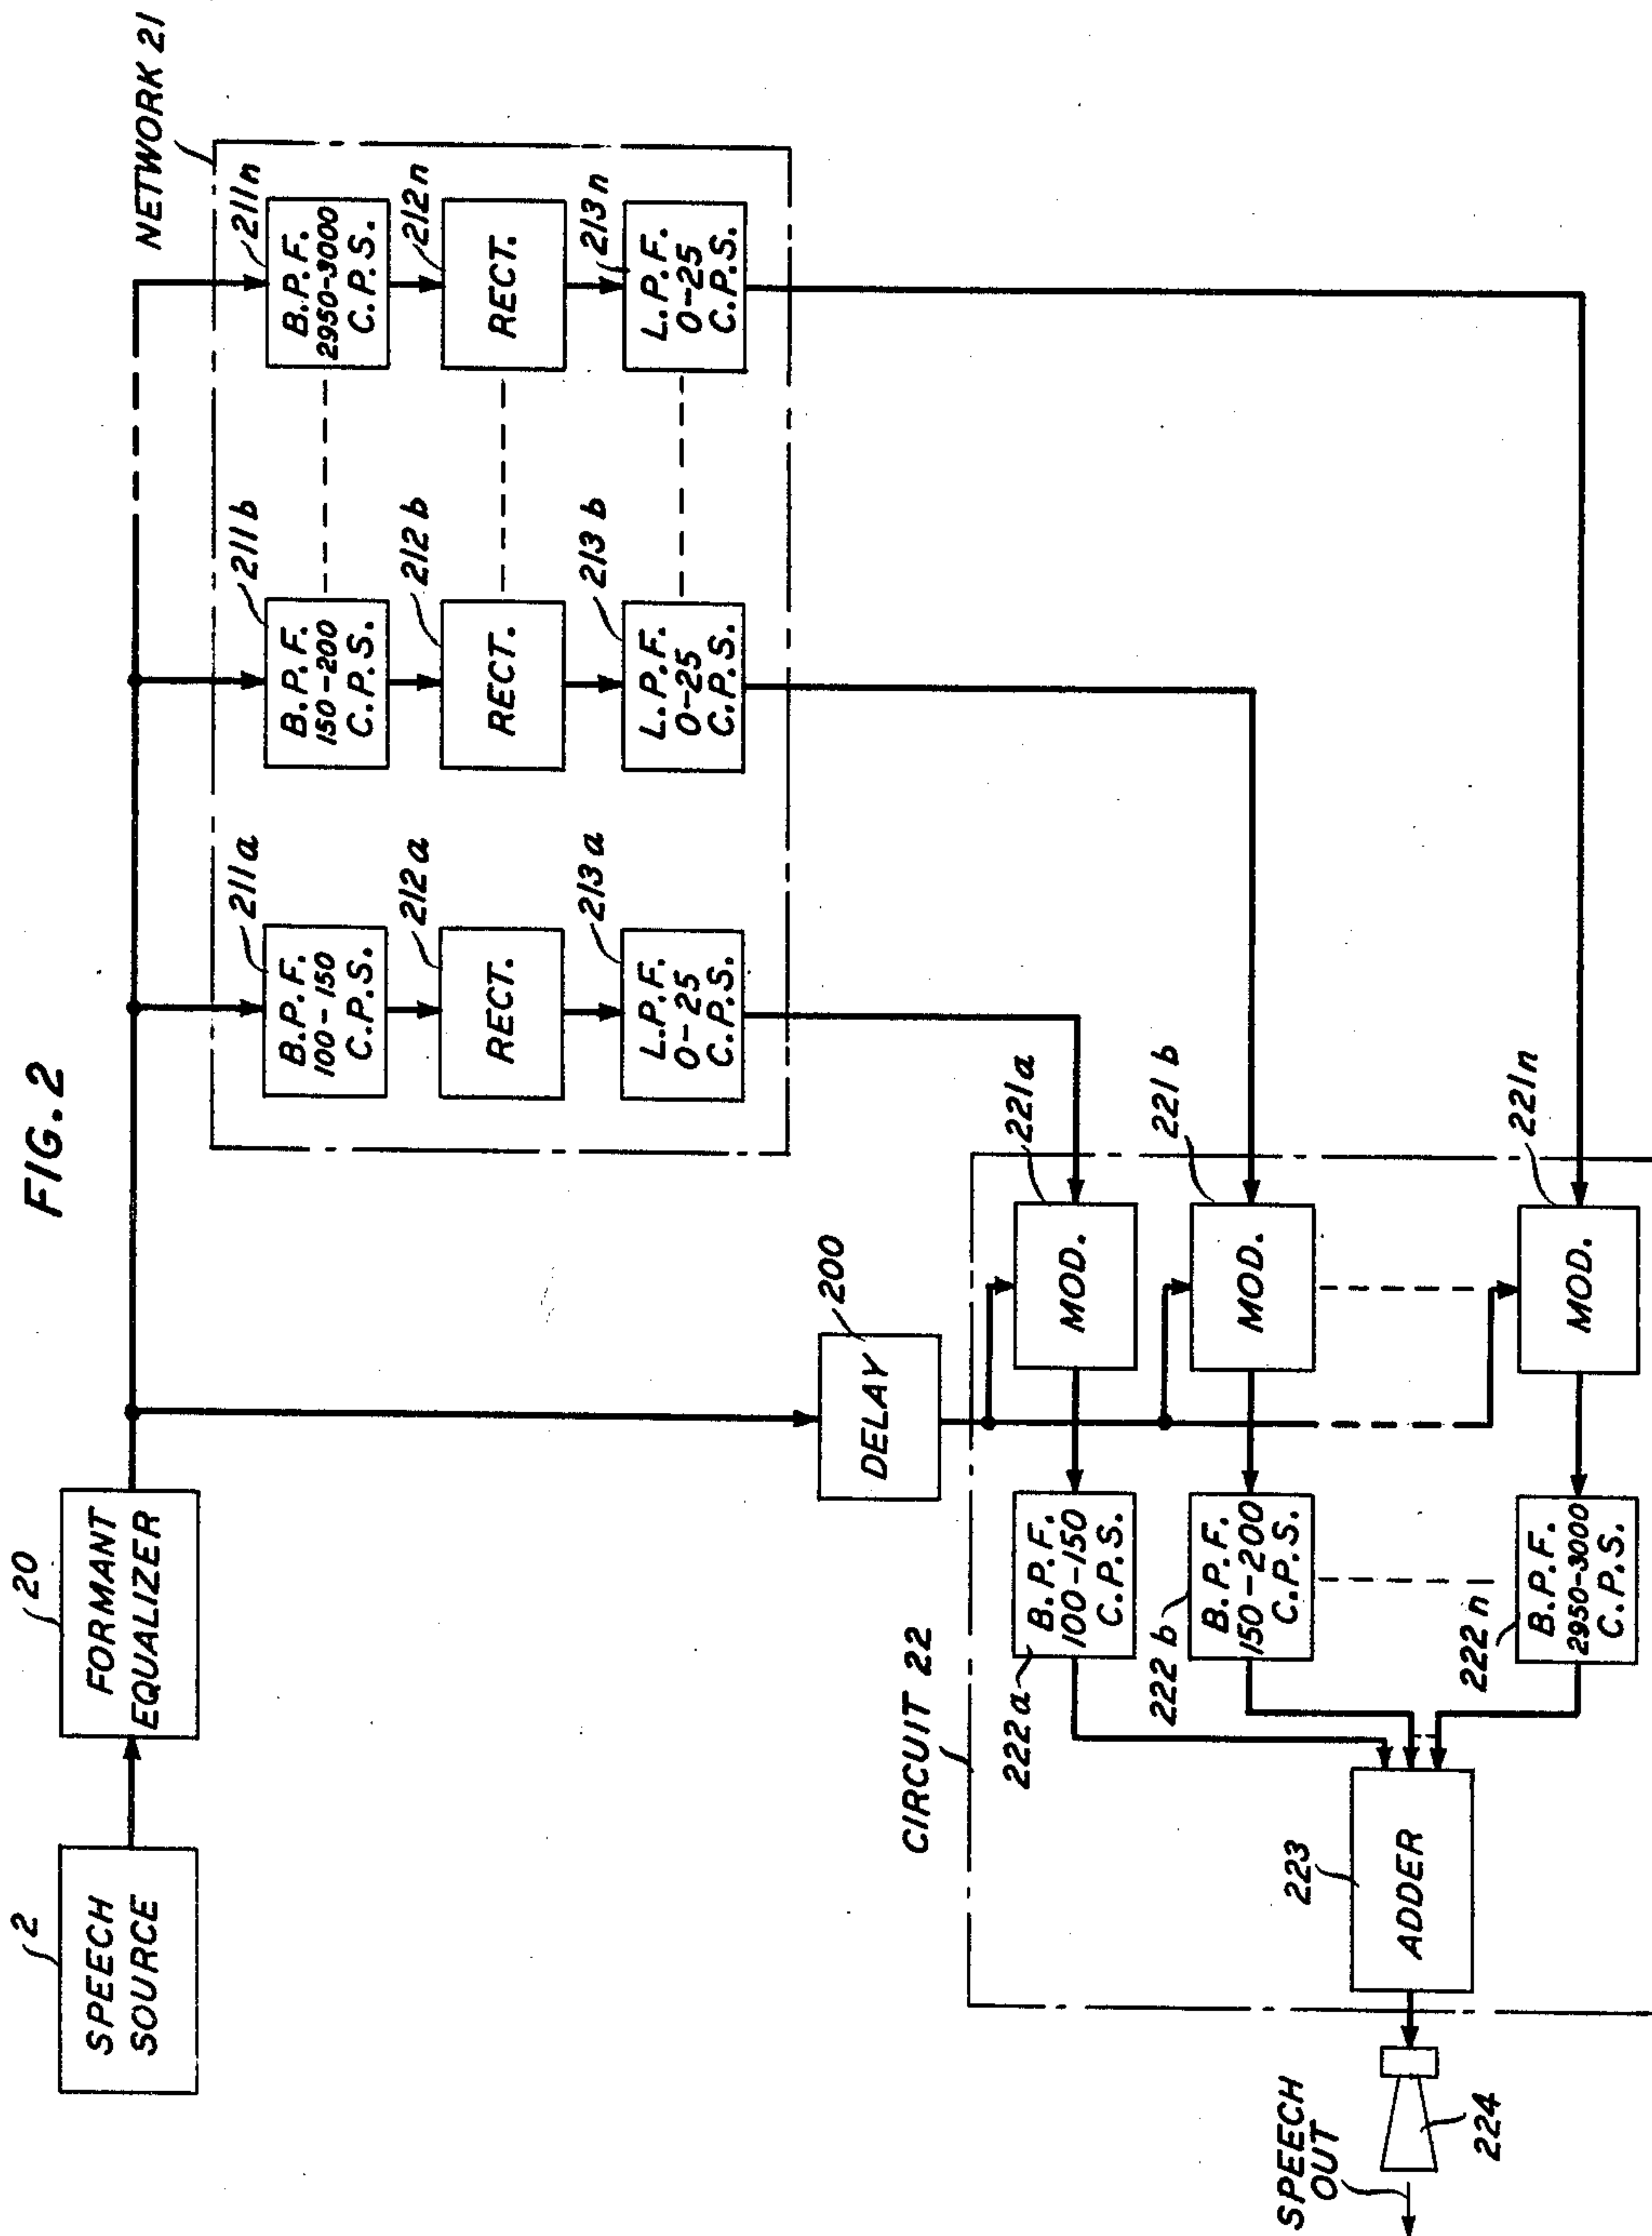 FIG. 2
2
SPEECH
SOURCE
20
FORMANT
EQUALIZER
NETWORK 21
211a
B.P.F.
100-150
C.P.S.
211b
B.P.F.
150-200
C.P.S.
211n
B.P.F.
2950-3000
C.P.S.
212a
RECT.
212b
RECT.
212n
RECT.
213a
L.P.F.
0-25
C.P.S.
213b
L.P.F.
0-25
C.P.S.
213n
L.P.F.
0-25
C.P.S.
200
DELAY
CIRCUIT 22
222a
B.P.F.
100-150
C.P.S.
221a
MOD.
222b
B.P.F.
150-200
C.P.S.
221b
MOD.
222n
B.P.F.
2950-3000
C.P.S.
221n
MOD.
223
ADDER
SPEECH
OUT
224